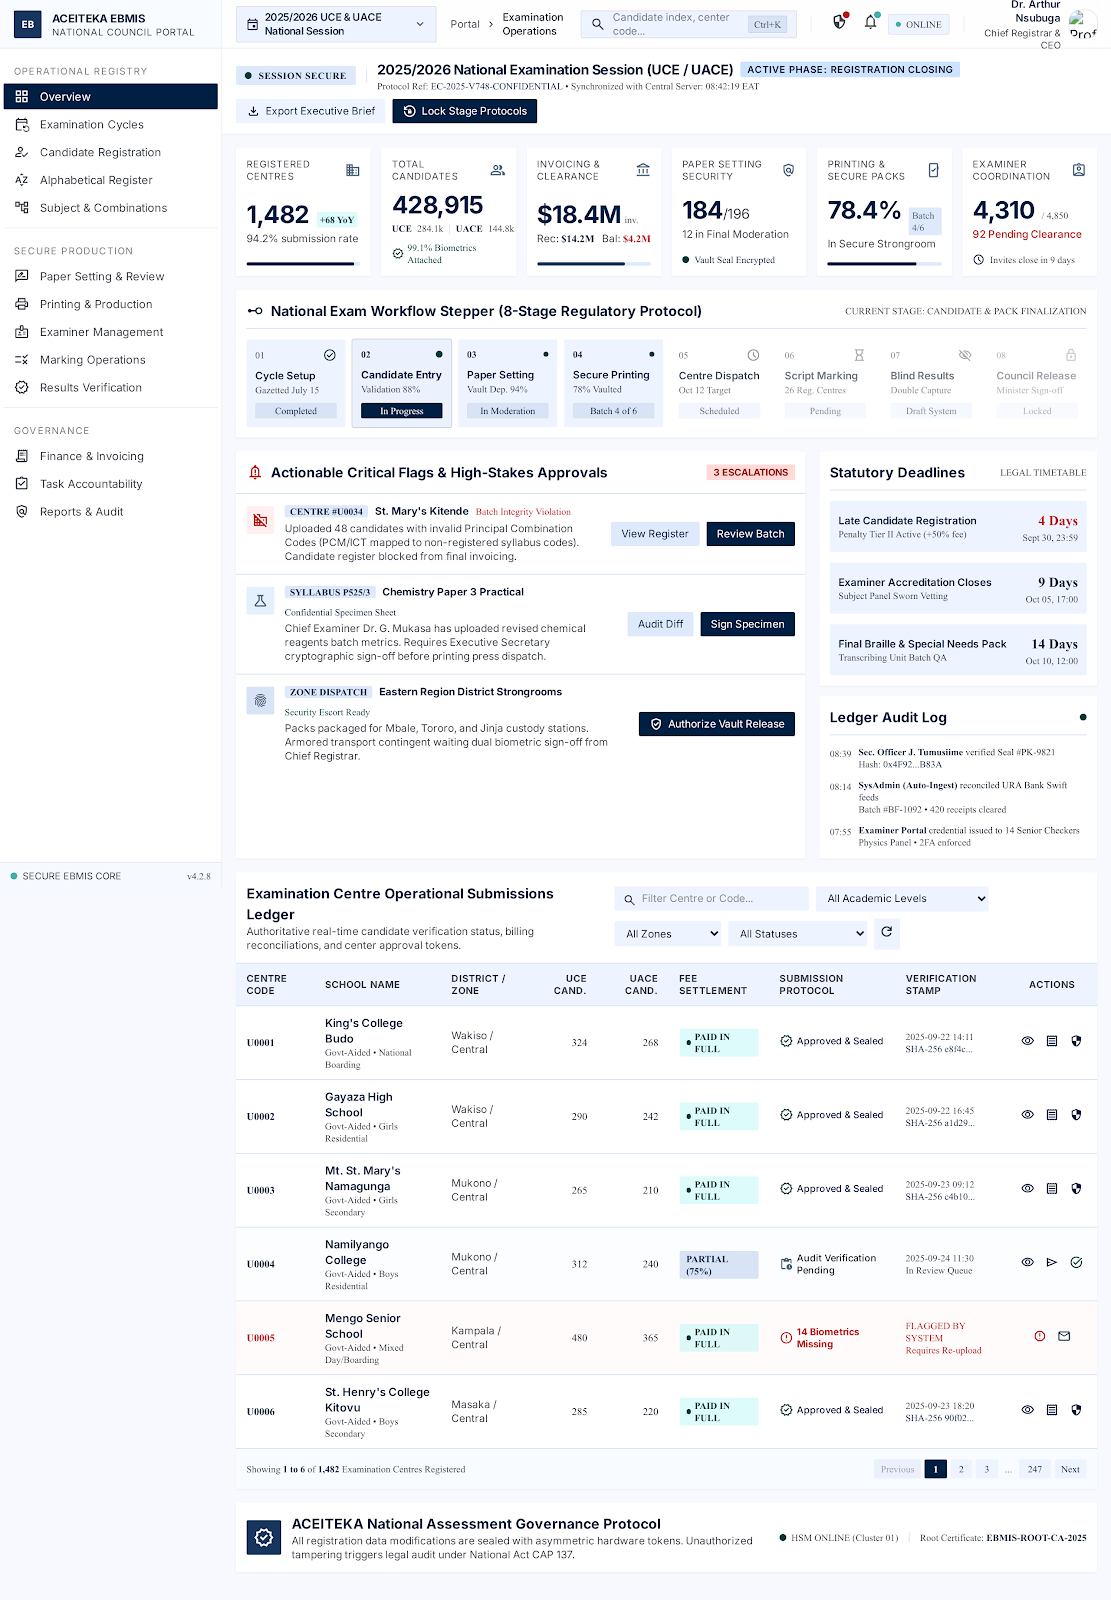 EB
ACEITEKA EBMIS
NATIONAL COUNCIL PORTAL
2025/2026 UCE & UACE
National Session
Portal
Examination
Operations
Candidate index, center
code...
Ctrl+K
ONLINE
Dr. Arthur
Nsubuga
Chief Registrar &
CEO
OPERATIONAL REGISTRY
Overview
Examination Cycles
Candidate Registration
Alphabetical Register
Subject & Combinations
SECURE PRODUCTION
Paper Setting & Review
Printing & Production
Examiner Management
Marking Operations
Results Verification
GOVERNANCE
Finance & Invoicing
Task Accountability
Reports & Audit
SECURE EBMIS CORE
v4.2.8
SESSION SECURE
2025/2026 National Examination Session (UCE / UACE)
ACTIVE PHASE: REGISTRATION CLOSING
Protocol Ref: EC-2025-V748-CONFIDENTIAL • Synchronized with Central Server: 08:42:19 EAT
Export Executive Brief
Lock Stage Protocols
REGISTERED
CENTRES
1,482 +68 YoY
94.2% submission rate
TOTAL
CANDIDATES
428,915
UCE 284.1k | UACE 144.8k
99.1% Biometrics
Attached
INVOICING &
CLEARANCE
$18.4M inv.
Rec: $14.2M Bal: $4.2M
PAPER SETTING
SECURITY
184/196
12 in Final Moderation
Vault Seal Encrypted
PRINTING &
SECURE PACKS
78.4%
Batch
4/6
In Secure Strongroom
EXAMINER
COORDINATION
4,310 / 4,850
92 Pending Clearance
Invites close in 9 days
National Exam Workflow Stepper (8-Stage Regulatory Protocol)
CURRENT STAGE: CANDIDATE & PACK FINALIZATION
01
Cycle Setup
Gazetted July 15
Completed
02
Candidate Entry
Validation 88%
In Progress
03
Paper Setting
Vault Dep. 94%
In Moderation
04
Secure Printing
78% Vaulted
Batch 4 of 6
05
Centre Dispatch
Oct 12 Target
Scheduled
06
Script Marking
26 Reg. Centres
Pending
07
Blind Results
Double Capture
Draft System
08
Council Release
Minister Sign-off
Locked
Actionable Critical Flags & High-Stakes Approvals
3 ESCALATIONS
CENTRE #U0034 St. Mary's Kitende Batch Integrity Violation
Uploaded 48 candidates with invalid Principal Combination
Codes (PCM/ICT mapped to non-registered syllabus codes).
Candidate register blocked from final invoicing.
View Register
Review Batch
SYLLABUS P525/3 Chemistry Paper 3 Practical
Confidential Specimen Sheet
Chief Examiner Dr. G. Mukasa has uploaded revised chemical
reagents batch metrics. Requires Executive Secretary
cryptographic sign-off before printing press dispatch.
Audit Diff
Sign Specimen
ZONE DISPATCH Eastern Region District Strongrooms
Security Escort Ready
Packs packaged for Mbale, Tororo, and Jinja custody stations.
Armored transport contingent waiting dual biometric sign-off from
Chief Registrar.
Authorize Vault Release
Statutory Deadlines
LEGAL TIMETABLE
Late Candidate Registration 4 Days
Penalty Tier II Active (+50% fee) Sept 30, 23:59
Examiner Accreditation Closes 9 Days
Subject Panel Sworn Vetting Oct 05, 17:00
Final Braille & Special Needs Pack 14 Days
Transcribing Unit Batch QA Oct 10, 12:00
Ledger Audit Log
08:39 Sec. Officer J. Tumusiime verified Seal #PK-9821
Hash: 0x4F92...B83A
08:14 SysAdmin (Auto-Ingest) reconciled URA Bank Swift
feeds
Batch #BF-1092 • 420 receipts cleared
07:55 Examiner Portal credential issued to 14 Senior Checkers
Physics Panel • 2FA enforced
Examination Centre Operational Submissions
Ledger
Authoritative real-time candidate verification status, billing
reconciliations, and center approval tokens.
Filter Centre or Code...
All Academic Levels
All Zones
All Statuses
CENTRE
CODE
SCHOOL NAME
DISTRICT /
ZONE
UCE
CAND.
UACE
CAND.
FEE
SETTLEMENT
SUBMISSION
PROTOCOL
VERIFICATION
STAMP
ACTIONS
U0001
King's College
Budo
Govt-Aided • National
Boarding
Wakiso /
Central
324
268
PAID IN
FULL
Approved & Sealed
2025-09-22 14:11
SHA-256 e8f4c...
U0002
Gayaza High
School
Govt-Aided • Girls
Residential
Wakiso /
Central
290
242
PAID IN
FULL
Approved & Sealed
2025-09-22 16:45
SHA-256 a1d29...
U0003
Mt. St. Mary's
Namagunga
Govt-Aided • Girls
Secondary
Mukono /
Central
265
210
PAID IN
FULL
Approved & Sealed
2025-09-23 09:12
SHA-256 c4b10...
U0004
Namilyango
College
Govt-Aided • Boys
Residential
Mukono /
Central
312
240
PARTIAL
(75%)
Audit Verification
Pending
2025-09-24 11:30
In Review Queue
U0005
Mengo Senior
School
Govt-Aided • Mixed
Day/Boarding
Kampala /
Central
480
365
PAID IN
FULL
14 Biometrics
Missing
FLAGGED BY
SYSTEM
Requires Re-upload
U0006
St. Henry's College
Kitovu
Govt-Aided • Boys
Secondary
Masaka /
Central
285
220
PAID IN
FULL
Approved & Sealed
2025-09-23 18:20
SHA-256 90f02...
Showing 1 to 6 of 1,482 Examination Centres Registered
Previous 1 2 3 ... 247 Next
ACEITEKA National Assessment Governance Protocol
All registration data modifications are sealed with asymmetric hardware tokens. Unauthorized
tampering triggers legal audit under National Act CAP 137.
HSM ONLINE (Cluster 01)
Root Certificate: EBMIS-ROOT-CA-2025